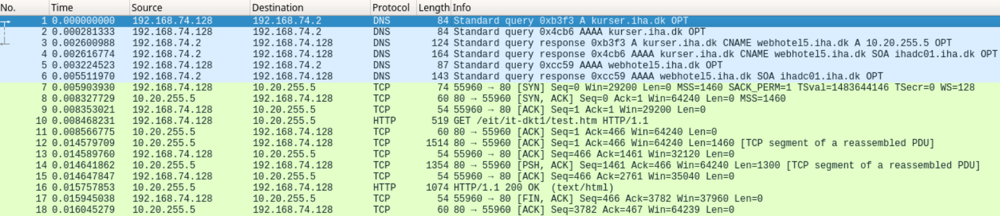 No. Time Source Destination Protocol Length Info
1 0.000000000 192.168.74.128 192.168.74.2 DNS 84 Standard query 0xb3f3 A kurser.iha.dk OPT
2 0.000281333 192.168.74.128 192.168.74.2 DNS 84 Standard query 0x4cb6 AAAA kurser.iha.dk OPT
3 0.002600988 192.168.74.2 192.168.74.128 DNS 124 Standard query response 0xb3f3 A kurser.iha.dk CNAME webhotel5.iha.dk A 10.20.255.5 OPT
4 0.002616774 192.168.74.2 192.168.74.128 DNS 164 Standard query response 0x4cb6 AAAA kurser.iha.dk CNAME webhotel5.iha.dk SOA ihadc01.iha.dk OPT
5 0.003224523 192.168.74.128 192.168.74.2 DNS 87 Standard query 0xcc59 AAAA webhotel5.iha.dk OPT
6 0.005511970 192.168.74.2 192.168.74.128 DNS 143 Standard query response 0xcc59 AAAA webhotel5.iha.dk SOA ihadc01.iha.dk OPT
7 0.005903930 192.168.74.128 10.20.255.5 TCP 74 55960 → 80 [SYN] Seq=0 Win=29200 Len=0 MSS=1460 SACK_PERM=1 TSval=1483644146 TSecr=0 WS=128
8 0.008327729 10.20.255.5 192.168.74.128 TCP 60 80 → 55960 [SYN, ACK] Seq=0 Ack=1 Win=64240 Len=0 MSS=1460
9 0.008353021 192.168.74.128 10.20.255.5 TCP 54 55960 → 80 [ACK] Seq=1 Ack=1 Win=29200 Len=0
10 0.008468231 192.168.74.128 10.20.255.5 HTTP 519 GET /eit/it-dkt1/test.htm HTTP/1.1
11 0.008566775 10.20.255.5 192.168.74.128 TCP 60 80 → 55960 [ACK] Seq=1 Ack=466 Win=64240 Len=0
12 0.014579709 10.20.255.5 192.168.74.128 TCP 1514 80 → 55960 [ACK] Seq=1 Ack=466 Win=64240 Len=1460 [TCP segment of a reassembled PDU]
13 0.014589760 192.168.74.128 10.20.255.5 TCP 54 55960 → 80 [ACK] Seq=466 Ack=1461 Win=32120 Len=0
14 0.014641862 10.20.255.5 192.168.74.128 TCP 1354 80 → 55960 [PSH, ACK] Seq=1461 Ack=466 Win=64240 Len=1300 [TCP segment of a reassembled PDU]
15 0.014647847 192.168.74.128 10.20.255.5 TCP 54 55960 → 80 [ACK] Seq=466 Ack=2761 Win=35040 Len=0
16 0.015757853 10.20.255.5 192.168.74.128 HTTP 1074 HTTP/1.1 200 OK (text/html)
17 0.015945038 192.168.74.128 10.20.255.5 TCP 54 55960 → 80 [FIN, ACK] Seq=466 Ack=3782 Win=37960 Len=0
18 0.016045279 10.20.255.5 192.168.74.128 TCP 60 80 → 55960 [ACK] Seq=3782 Ack=467 Win=64239 Len=0